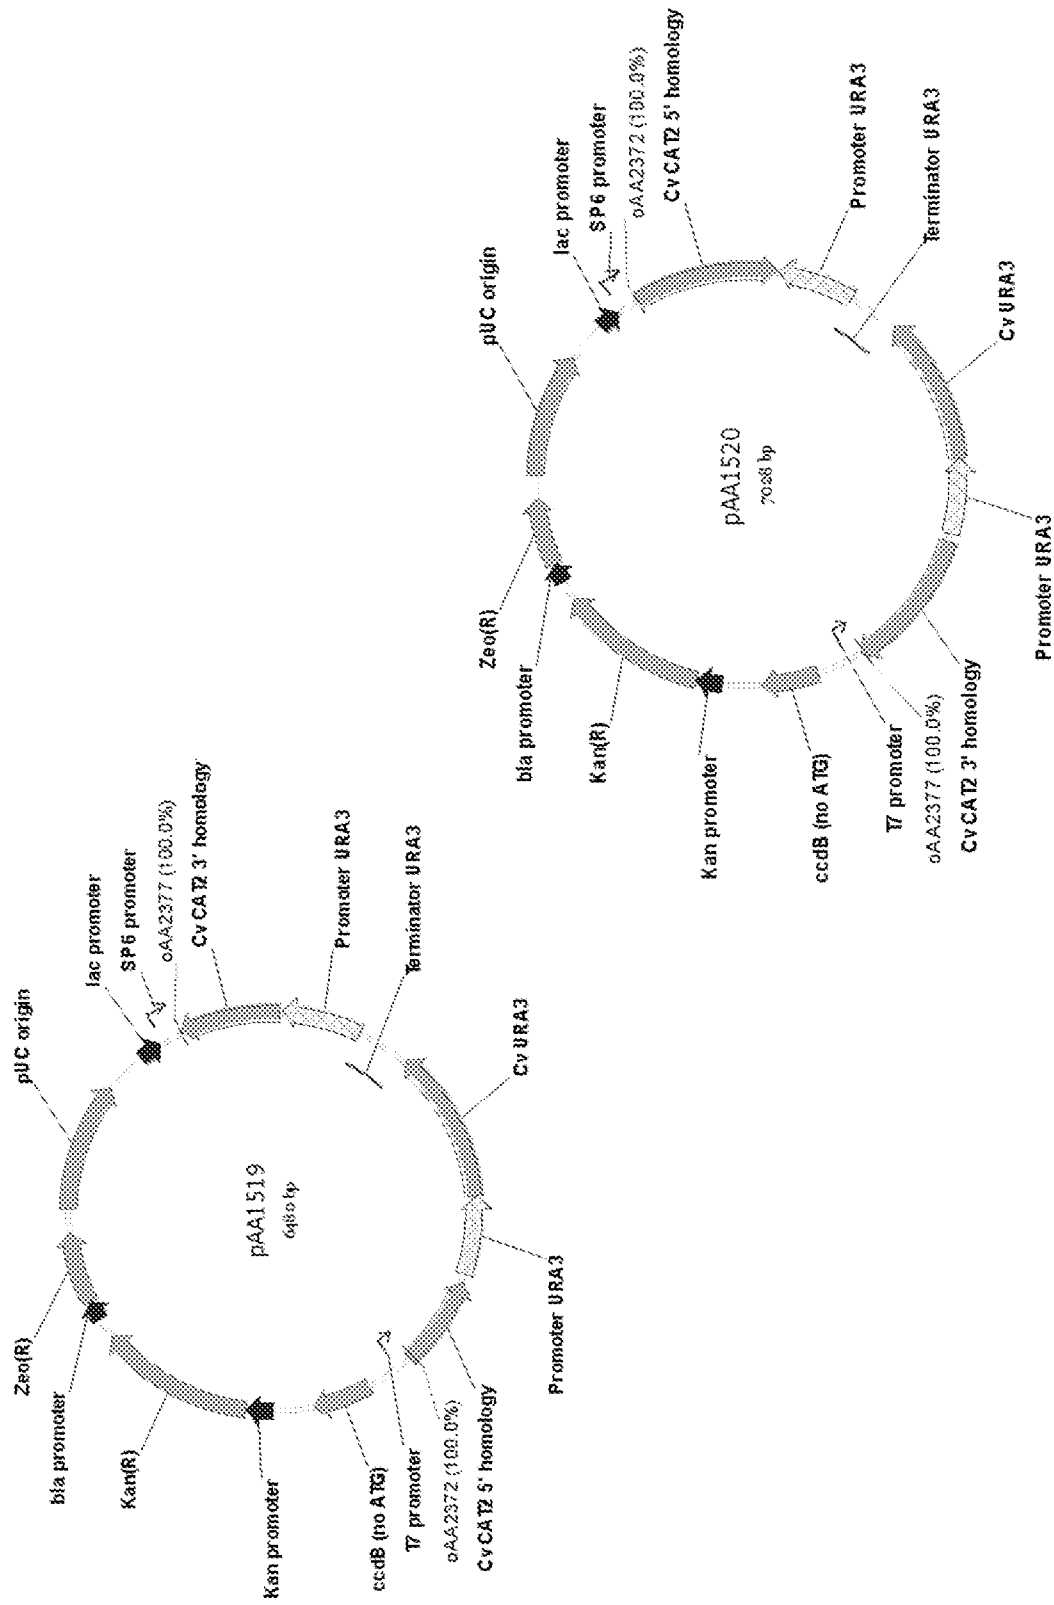 pAA1519
6480 bp
pUC origin
lac promoter
SP6 promoter
oAA2377 (100.0%)
Cv CAT2 3' homology
Promoter URA3
Terminator URA3
Cv URA3
Promoter URA3
Cv CAT2 5' homology
oAA2372 (100.0%)
T7 promoter
ccdB (no ATG)
Kan promoter
Kan(R)
bla promoter
Zeo(R)
pAA1520
7028 bp
pUC origin
lac promoter
SP6 promoter
oAA2372 (100.0%)
Cv CAT2 5' homology
Promoter URA3
Terminator URA3
Cv URA3
Promoter URA3
Cv CAT2 3' homology
oAA2377 (100.0%)
T7 promoter
ccdB (no ATG)
Kan promoter
Kan(R)
bla promoter
Zeo(R)